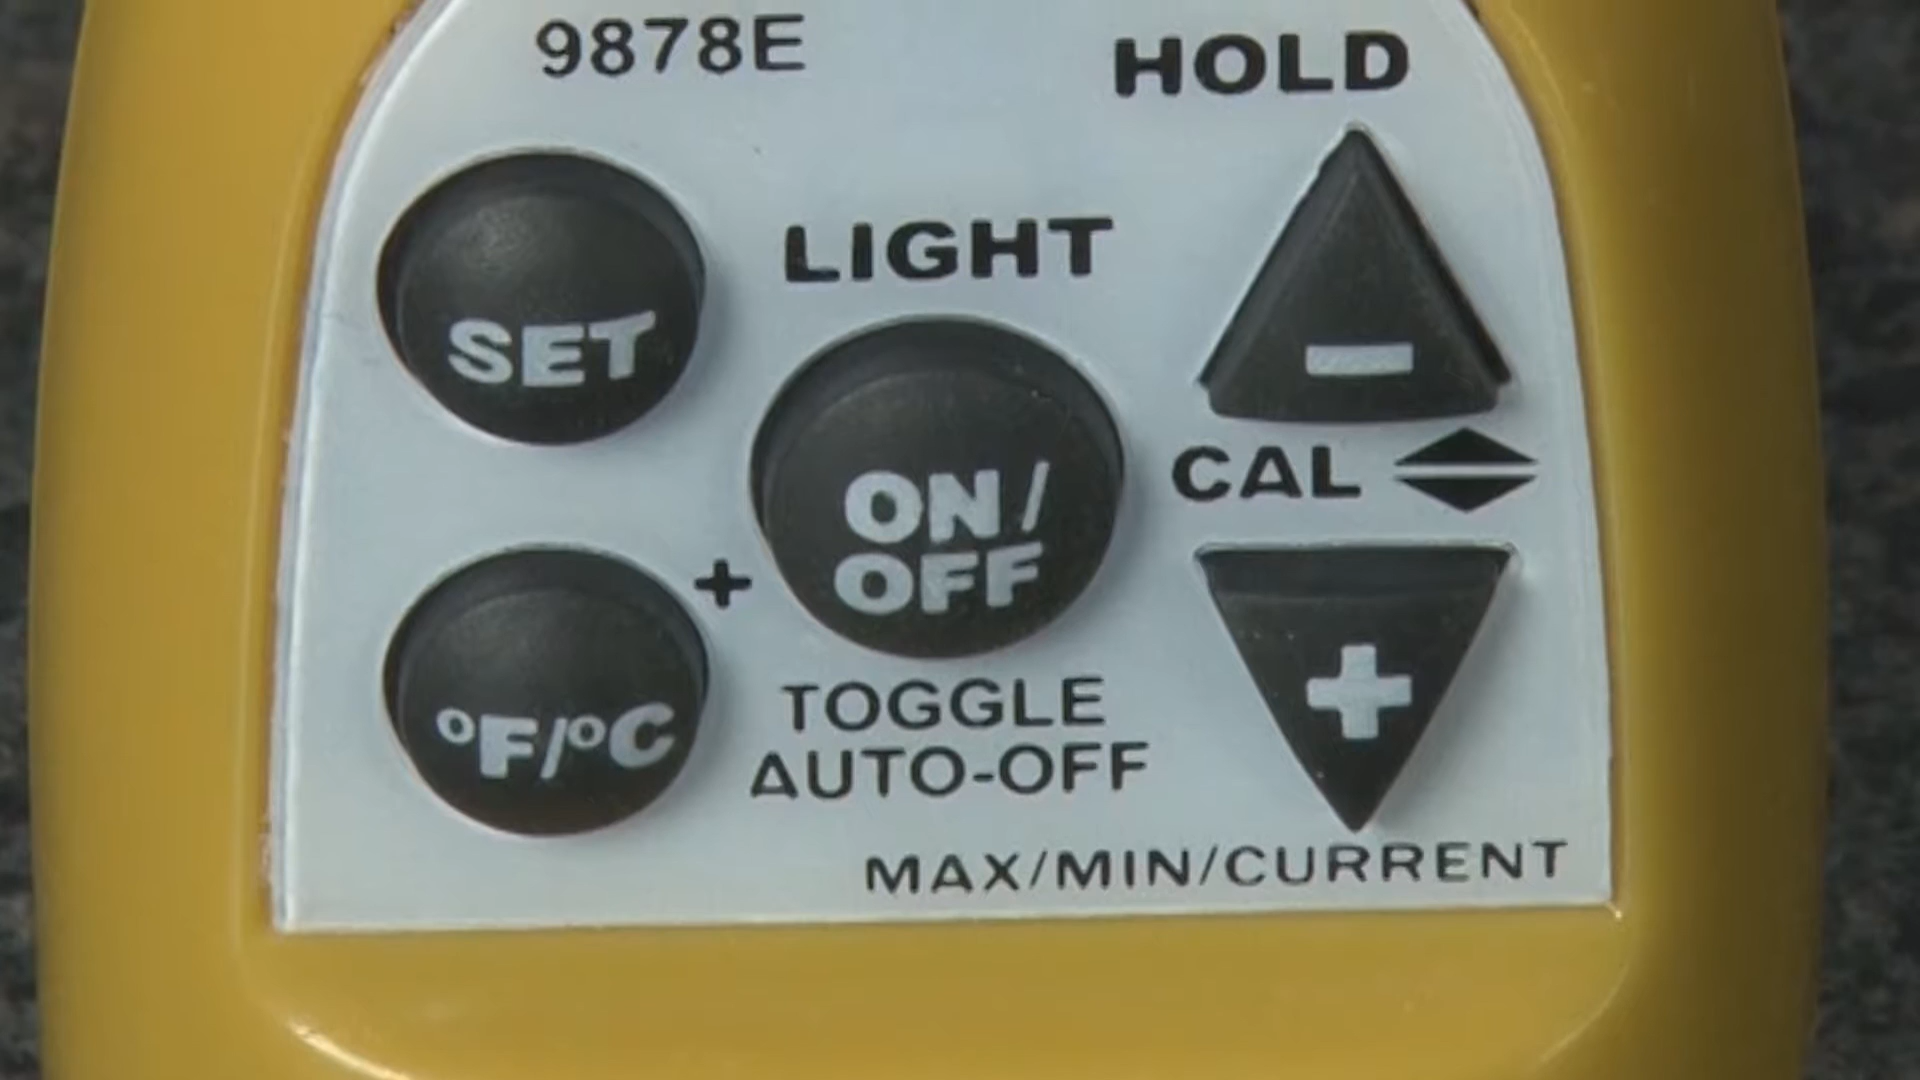 9878E
HOLD
SET
LIGHT
−
ON/
OFF
CAL
°F/°C
+
+
TOGGLE
AUTO-OFF
MAX/MIN/CURRENT